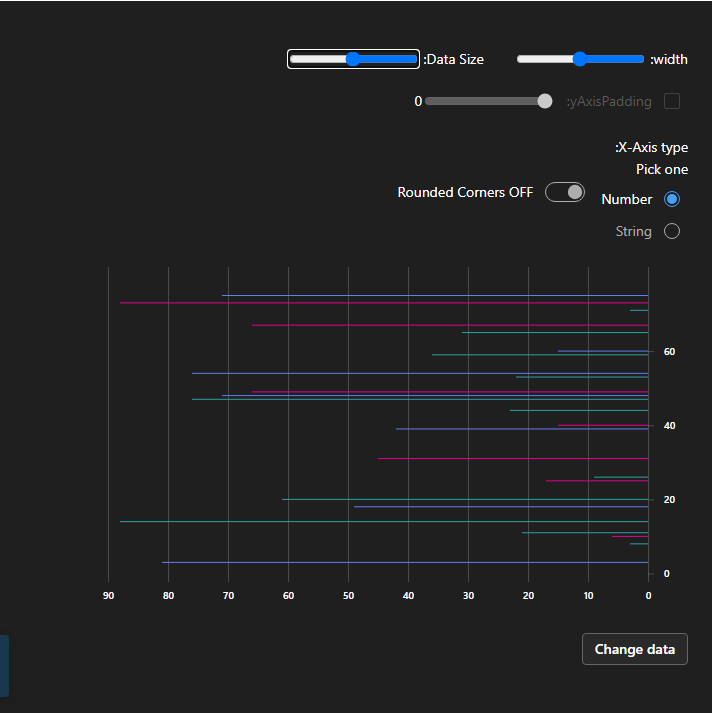 width:
Data Size:
yAxisPadding:
0
X-Axis type:
Pick one
Number
Rounded Corners OFF
String
60
40
20
0
90 80 70 60 50 40 30 20 10 0
Change data